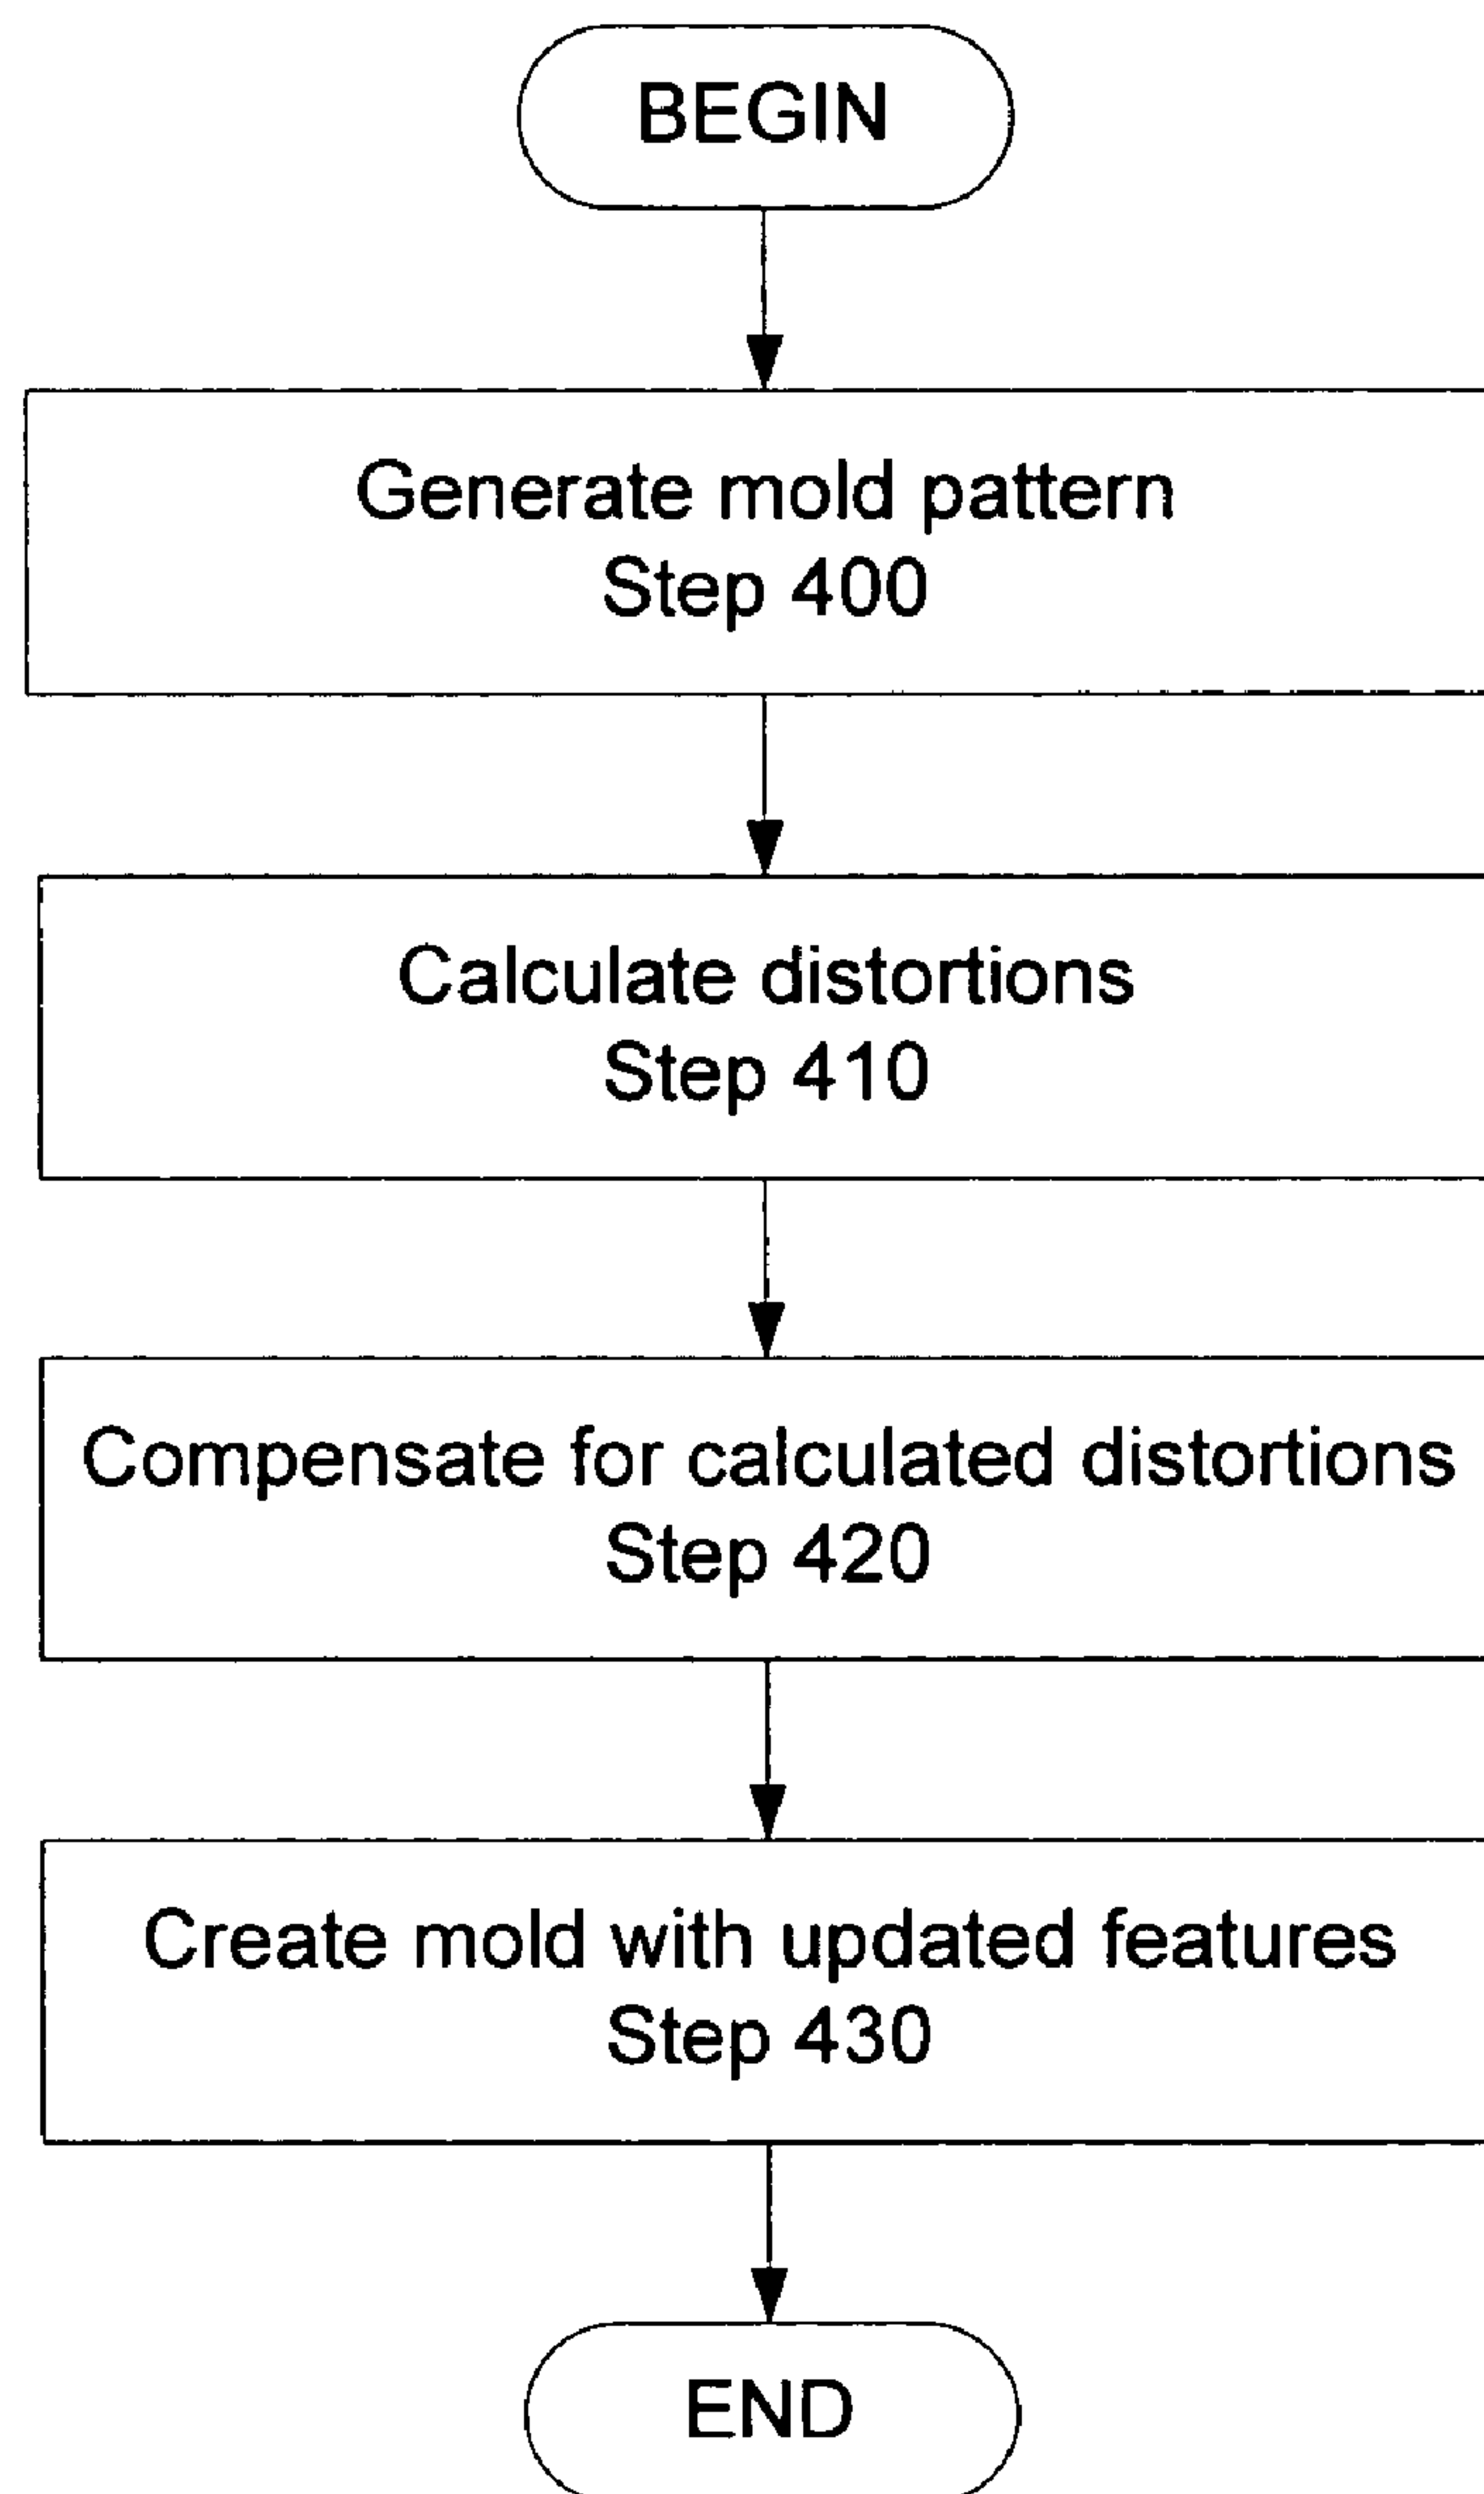 BEGIN
Generate mold pattern
Step 400
Calculate distortions
Step 410
Compensate for calculated distortions
Step 420
Create mold with updated features
Step 430
END